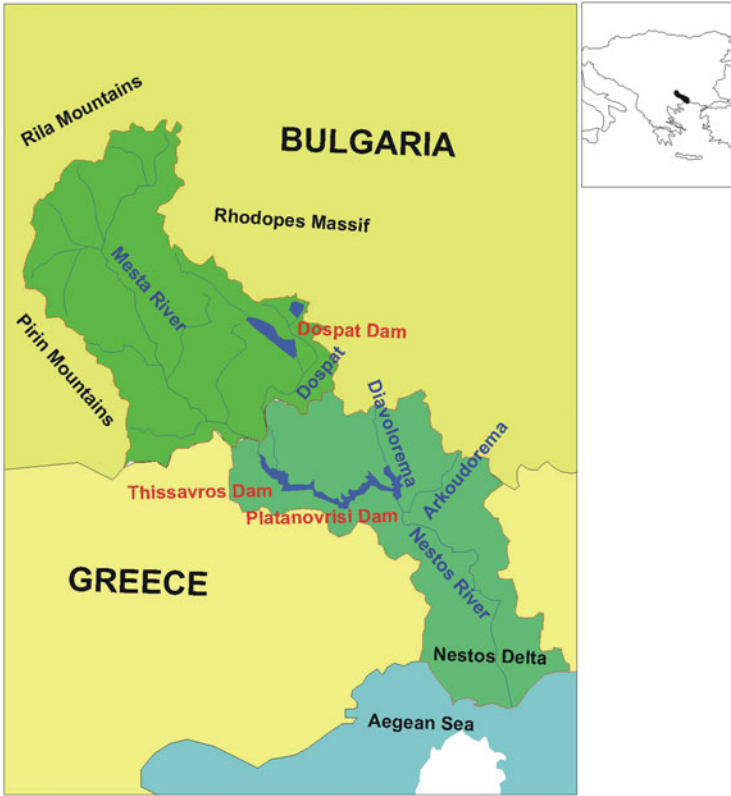 Rila Mountains
BULGARIA
Rhodopes Massif
Mesta River
Pirin Mountains
Dospat Dam
Dospat
Diavolorema
Arkoudorema
Thissavros Dam
Platanovrisi Dam
Nestos River
GREECE
Nestos Delta
Aegean Sea